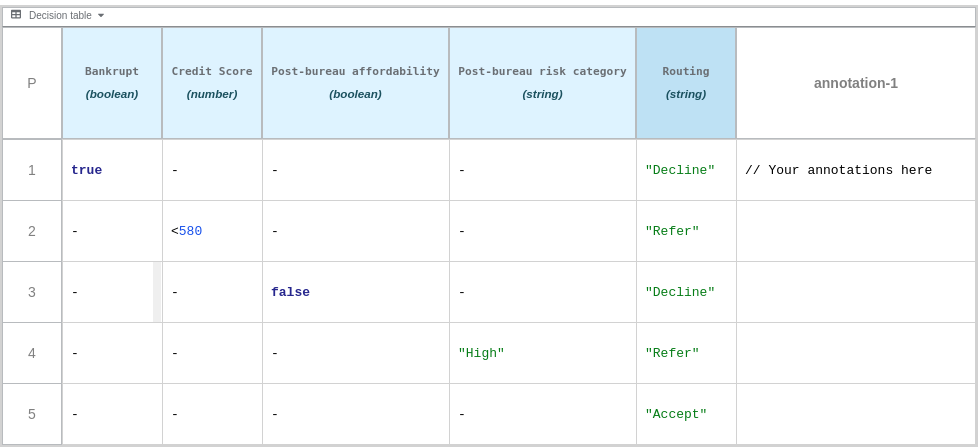 Decision table
P Bankrupt (boolean) Credit Score (number) Post-bureau affordability (boolean) Post-bureau risk category (string) Routing (string) annotation-1
1 true - - - "Decline" // Your annotations here
2 - <580 - - "Refer"
3 - - false - "Decline"
4 - - - "High" "Refer"
5 - - - - "Accept"